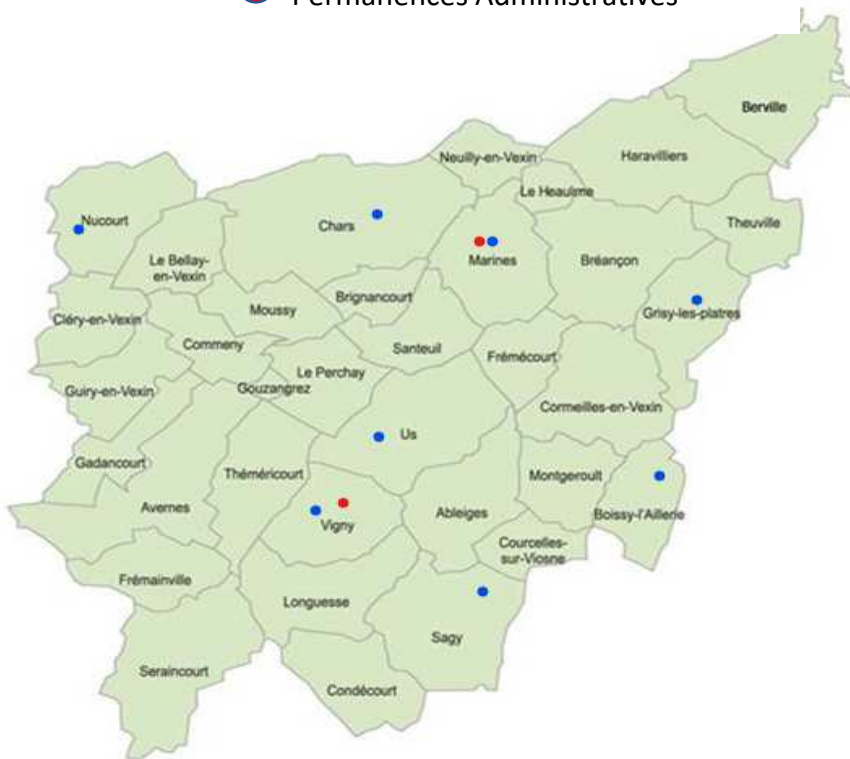 Permanences Administratives
Berville
Neuilly-en-Vexin
Haravilliers
Le Heaulme
Nucourt
Chars
Theuville
Le Bellay-
en-Vexin
Marines
Bréançon
Brignancourt
Moussy
Grisy-les-platres
Cléry-en-Vexin
Commeny
Santeuil
Frémécourt
Le Perchay
Gouzangrez
Guiry-en-Vexin
Cormeilles-en-Vexin
Us
Gadancourt
Théméricourt
Montgeroult
Avernes
Vigny
Ableiges
Boissy-l'Aillerie
Courcelles-
sur-Viosne
Frémainville
Longuesse
Sagy
Seraincourt
Condécourt